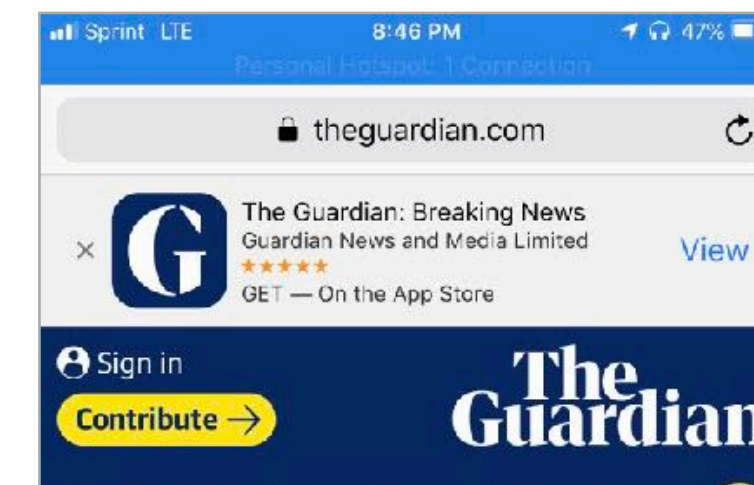 Sprint LTE 8:46 PM 47%
Personal Hotspot: 1 Connection
theguardian.com
The Guardian: Breaking News
Guardian News and Media Limited
GET — On the App Store
View
G
Sign in
Contribute
The
Guardian